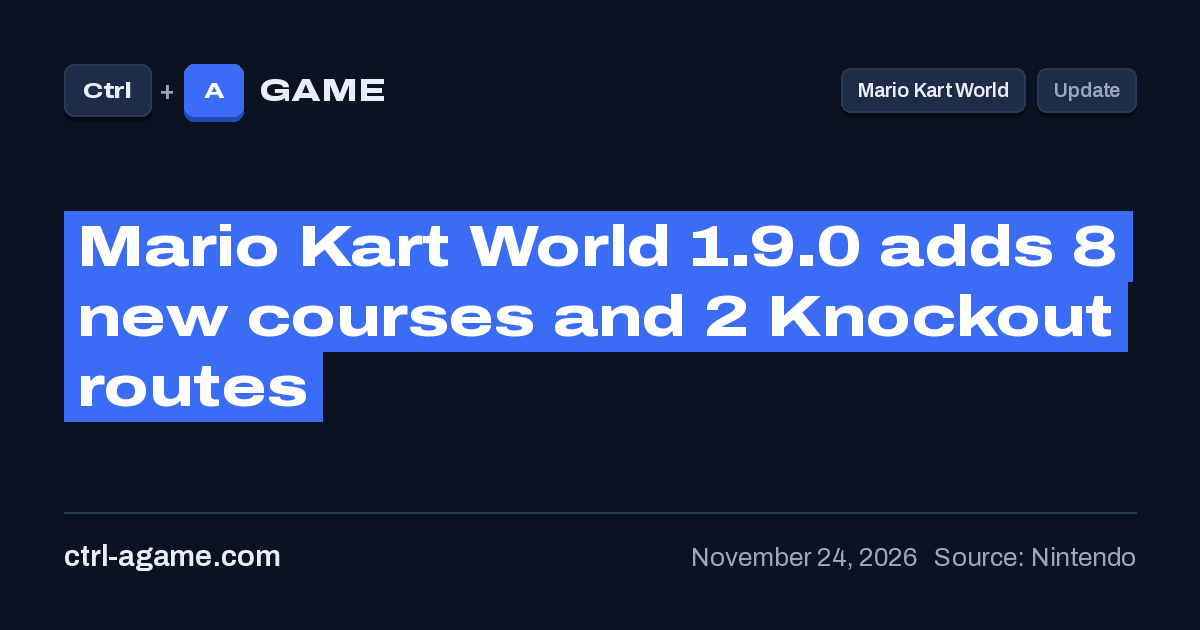 Ctrl + A GAME
Mario Kart World
Update
Mario Kart World 1.9.0 adds 8
new courses and 2 Knockout
routes
ctrl-agame.com
November 24, 2026 Source: Nintendo